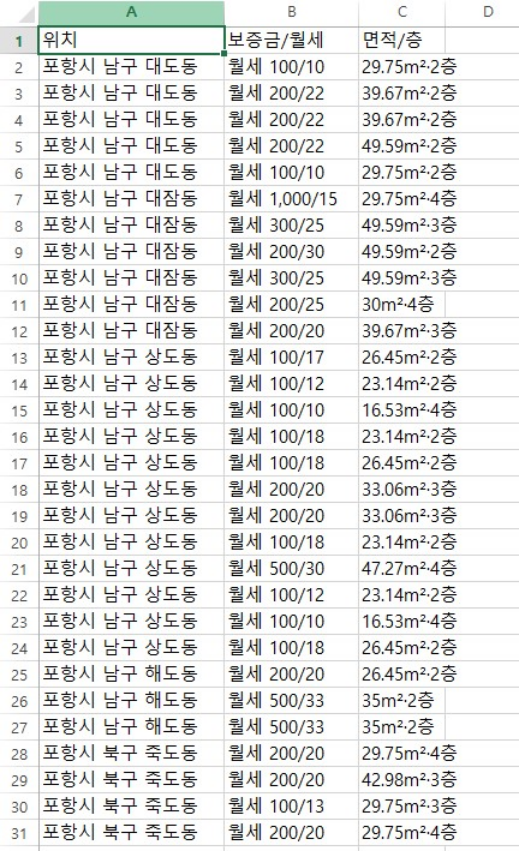 A B C D
1 위치 보증금/월세 면적/층
2 포항시 남구 대도동 월세 100/10 29.75m²·2층
3 포항시 남구 대도동 월세 200/22 39.67m²·2층
4 포항시 남구 대도동 월세 200/22 39.67m²·2층
5 포항시 남구 대도동 월세 200/22 49.59m²·2층
6 포항시 남구 대도동 월세 100/10 29.75m²·2층
7 포항시 남구 대잠동 월세 1,000/15 29.75m²·4층
8 포항시 남구 대잠동 월세 300/25 49.59m²·3층
9 포항시 남구 대잠동 월세 200/30 49.59m²·2층
10 포항시 남구 대잠동 월세 300/25 49.59m²·3층
11 포항시 남구 대잠동 월세 200/25 30m²·4층
12 포항시 남구 대잠동 월세 200/20 39.67m²·3층
13 포항시 남구 상도동 월세 100/17 26.45m²·2층
14 포항시 남구 상도동 월세 100/12 23.14m²·2층
15 포항시 남구 상도동 월세 100/10 16.53m²·4층
16 포항시 남구 상도동 월세 100/18 23.14m²·2층
17 포항시 남구 상도동 월세 100/18 26.45m²·2층
18 포항시 남구 상도동 월세 200/20 33.06m²·3층
19 포항시 남구 상도동 월세 200/20 33.06m²·3층
20 포항시 남구 상도동 월세 100/18 23.14m²·2층
21 포항시 남구 상도동 월세 500/30 47.27m²·4층
22 포항시 남구 상도동 월세 100/12 23.14m²·2층
23 포항시 남구 상도동 월세 100/10 16.53m²·4층
24 포항시 남구 상도동 월세 100/18 26.45m²·2층
25 포항시 남구 해도동 월세 200/20 26.45m²·2층
26 포항시 남구 해도동 월세 500/33 35m²·2층
27 포항시 남구 해도동 월세 500/33 35m²·2층
28 포항시 북구 죽도동 월세 200/20 29.75m²·4층
29 포항시 북구 죽도동 월세 200/20 42.98m²·3층
30 포항시 북구 죽도동 월세 100/13 29.75m²·3층
31 포항시 북구 죽도동 월세 200/20 29.75m²·4층